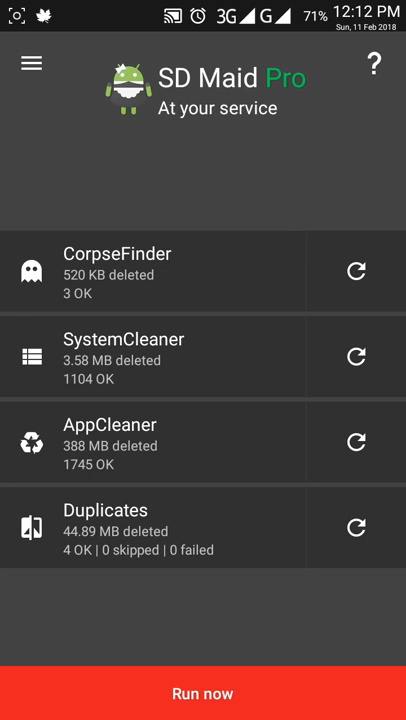 3G G 71% 12:12 PM
Sun, 11 Feb 2018
SD Maid Pro
?
At your service
CorpseFinder
520 KB deleted
3 OK
SystemCleaner
3.58 MB deleted
1104 OK
AppCleaner
388 MB deleted
1745 OK
Duplicates
44.89 MB deleted
4 OK | 0 skipped | 0 failed
Run now